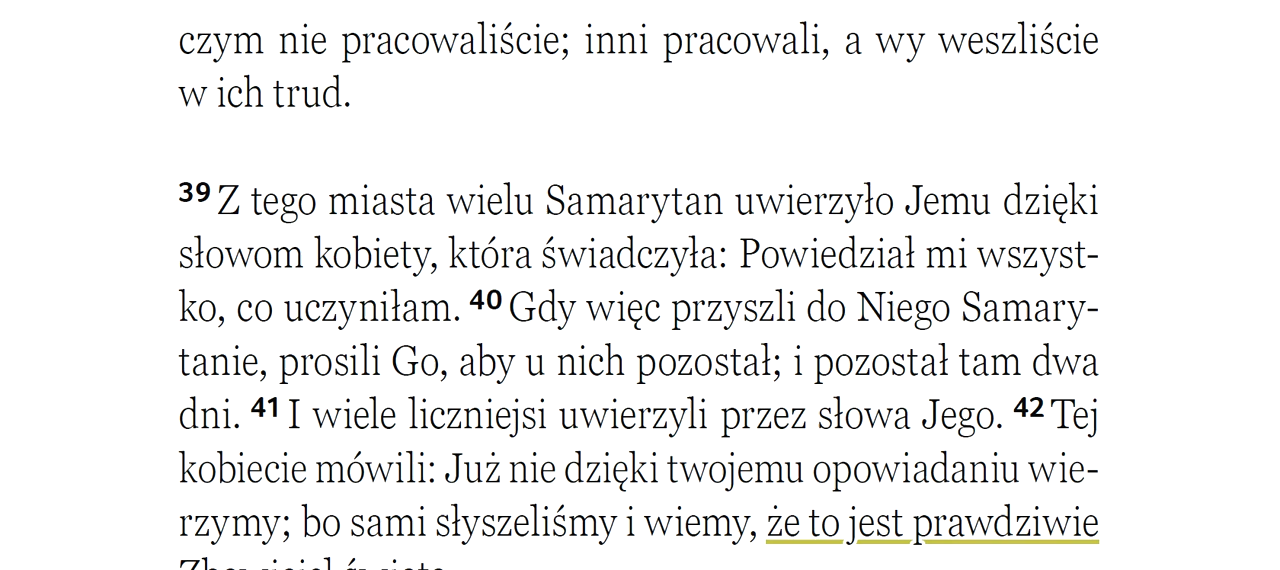 czym nie pracowaliście; inni pracowali, a wy weszliście
w ich trud.
39 Z tego miasta wielu Samarytan uwierzyło Jemu dzięki
słowom kobiety, która świadczyła: Powiedział mi wszyst-
ko, co uczyniłam. 40 Gdy więc przyszli do Niego Samary-
tanie, prosili Go, aby u nich pozostał; i pozostał tam dwa
dni. 41 I wiele liczniejsi uwierzyli przez słowa Jego. 42 Tej
kobiecie mówili: Już nie dzięki twojemu opowiadaniu wie-
rzymy; bo sami słyszeliśmy i wiemy, że to jest prawdziwie